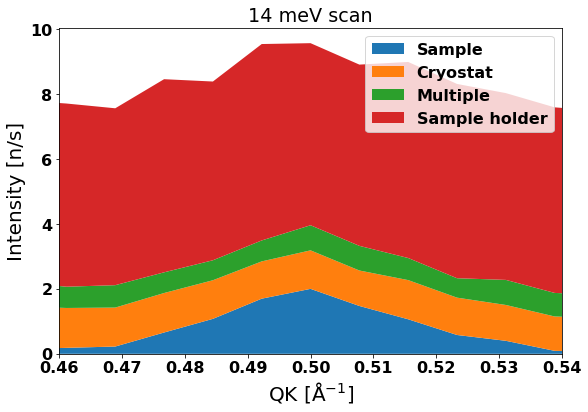 14 meV scan
Intensity [n/s]
10
8
6
4
2
0
Sample
Cryostat
Multiple
Sample holder
0.46 0.47 0.48 0.49 0.50 0.51 0.52 0.53 0.54
QK [Å⁻¹]